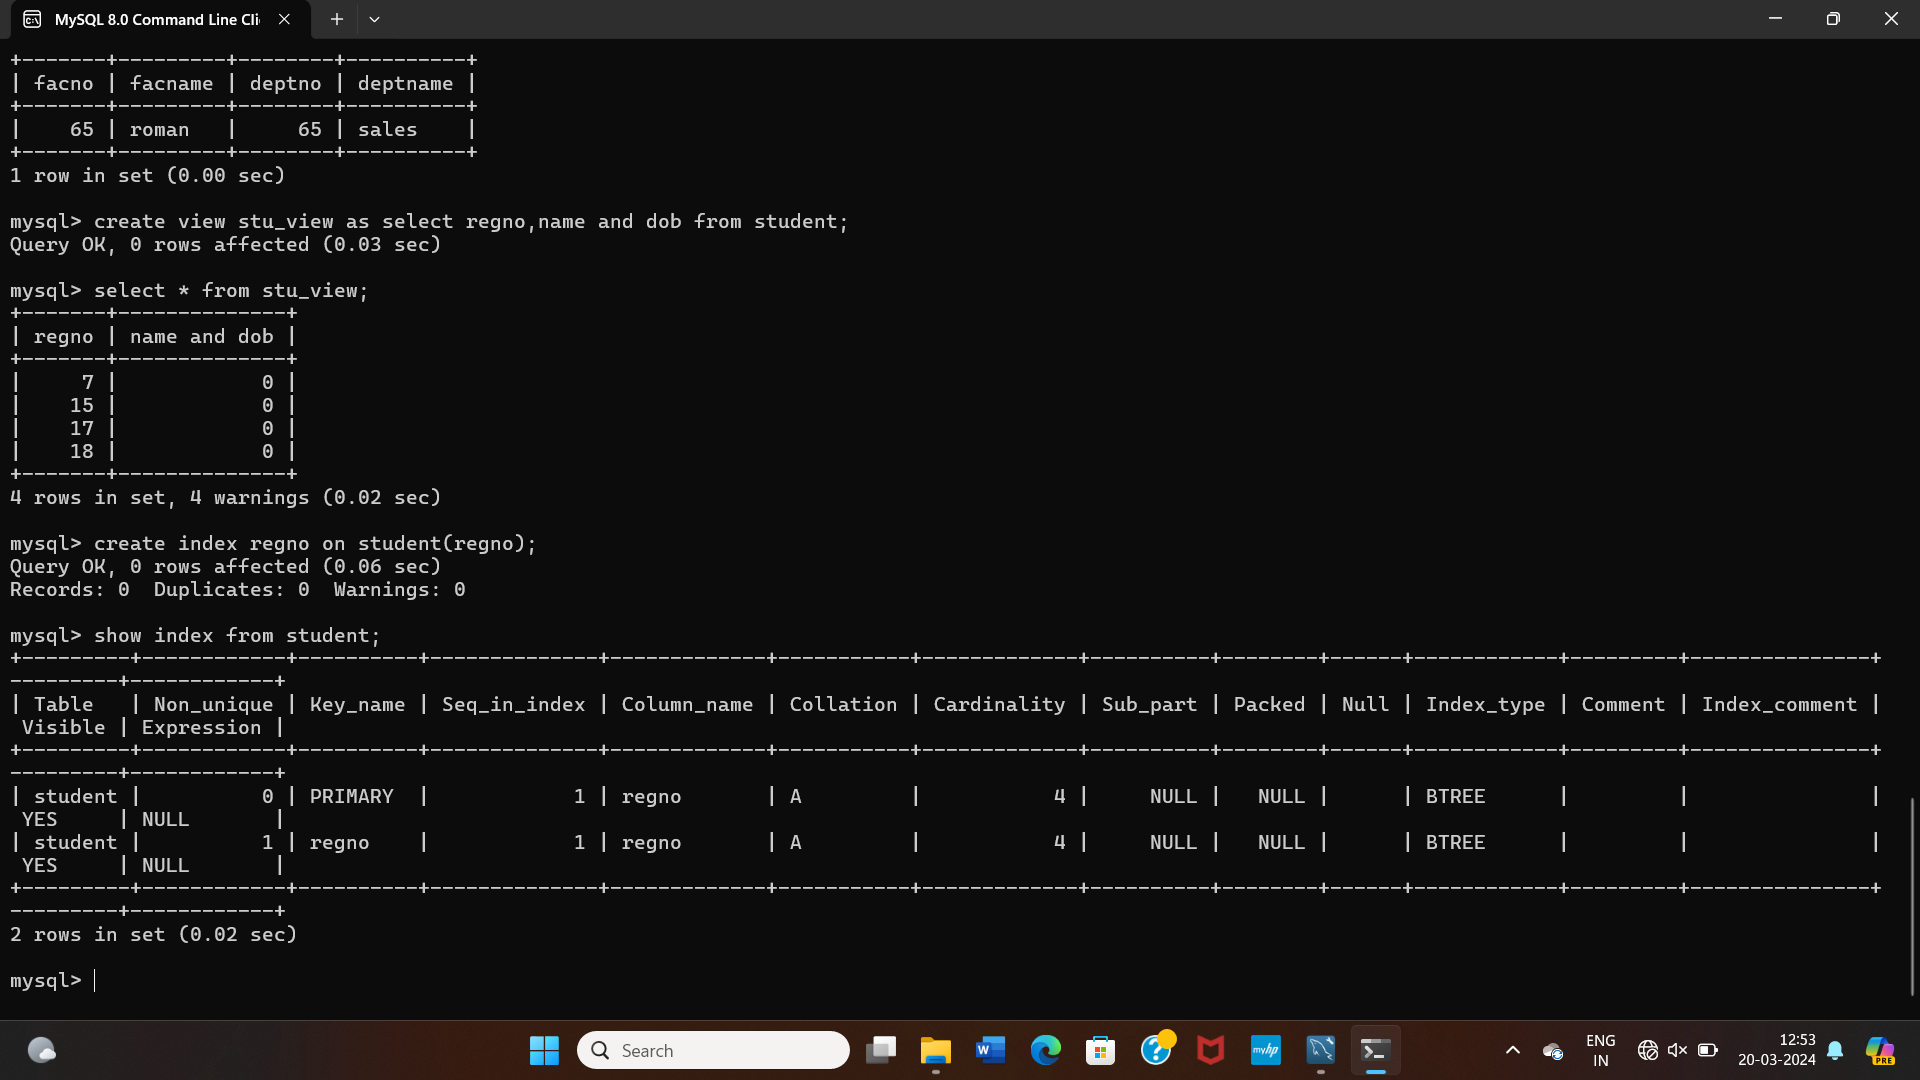 MySQL 8.0 Command Line Cli
+-------+---------+--------+----------+
| facno | facname | deptno | deptname |
+-------+---------+--------+----------+
|    65 | roman   |     65 | sales    |
+-------+---------+--------+----------+
1 row in set (0.00 sec)
mysql> create view stu_view as select regno,name and dob from student;
Query OK, 0 rows affected (0.03 sec)
mysql> select * from stu_view;
+-------+--------------+
| regno | name and dob |
+-------+--------------+
|     7 |            0 |
|    15 |            0 |
|    17 |            0 |
|    18 |            0 |
+-------+--------------+
4 rows in set, 4 warnings (0.02 sec)
mysql> create index regno on student(regno);
Query OK, 0 rows affected (0.06 sec)
Records: 0  Duplicates: 0  Warnings: 0
mysql> show index from student;
+---------+------------+----------+--------------+-------------+-----------+-------------+----------+--------+------+------------+---------+---------------+
---------+------------+
| Table   | Non_unique | Key_name | Seq_in_index | Column_name | Collation | Cardinality | Sub_part | Packed | Null | Index_type | Comment | Index_comment |
 Visible | Expression |
+---------+------------+----------+--------------+-------------+-----------+-------------+----------+--------+------+------------+---------+---------------+
---------+------------+
| student |          0 | PRIMARY  |            1 | regno       | A         |           4 |     NULL |   NULL |      | BTREE      |         |               |
 YES     | NULL       |
| student |          1 | regno    |            1 | regno       | A         |           4 |     NULL |   NULL |      | BTREE      |         |               |
 YES     | NULL       |
+---------+------------+----------+--------------+-------------+-----------+-------------+----------+--------+------+------------+---------+---------------+
---------+------------+
2 rows in set (0.02 sec)
mysql>
Search
W
?
myhp
ENG
IN
12:53
20-03-2024
PRE